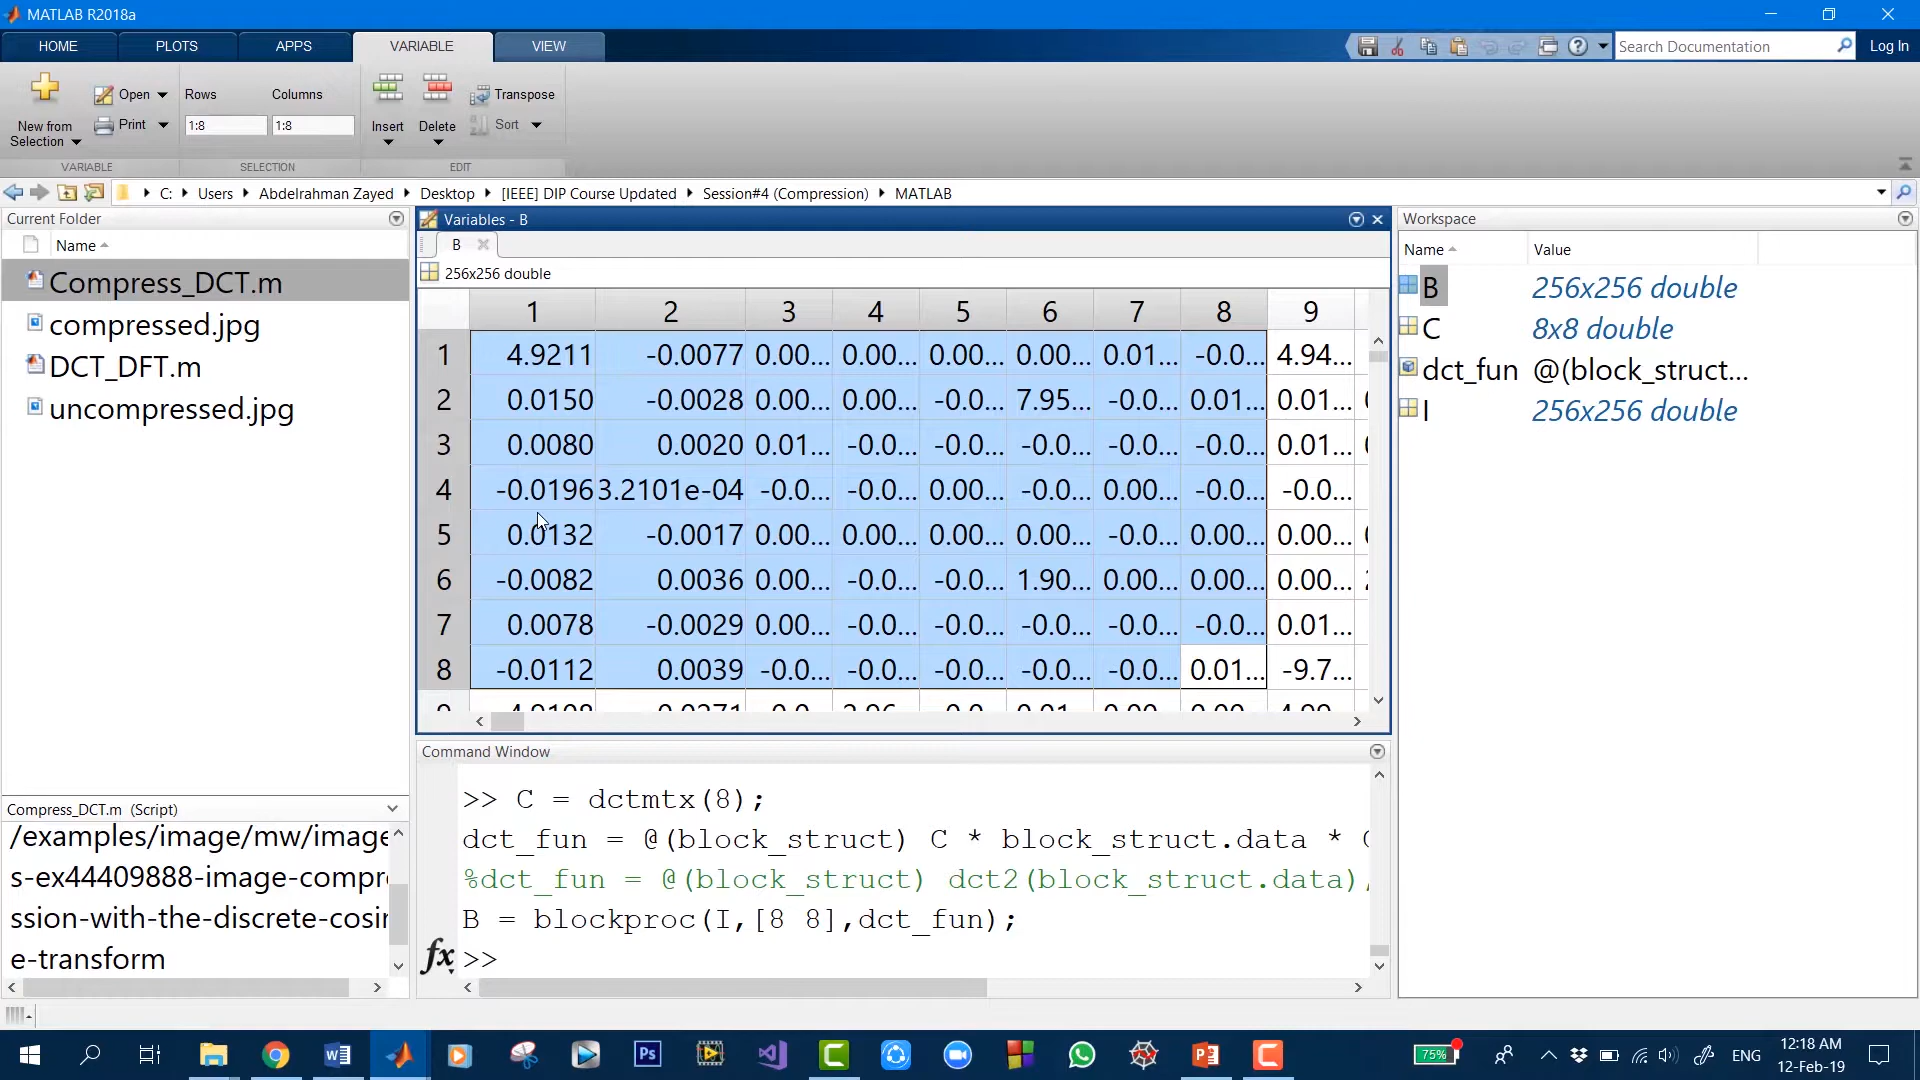 MATLAB R2018a
HOME PLOTS APPS VARIABLE VIEW
Search Documentation Log In
New from Selection
Open
Print
Rows Columns
1:8 1:8
Insert Delete
Transpose
Sort
VARIABLE SELECTION EDIT
C: Users Abdelrahman Zayed Desktop [IEEE] DIP Course Updated Session#4 (Compression) MATLAB
Current Folder
Name
Compress_DCT.m
compressed.jpg
DCT_DFT.m
uncompressed.jpg
Compress_DCT.m (Script)
/examples/image/mw/image
s-ex44409888-image-compre
ssion-with-the-discrete-cosin
e-transform
Variables - B
B
256x256 double
1 2 3 4 5 6 7 8 9
1 4.9211 -0.0077 0.00... 0.00... 0.00... 0.00... 0.01... -0.0... 4.94...
2 0.0150 -0.0028 0.00... 0.00... -0.0... 7.95... -0.0... 0.01... 0.01...
3 0.0080 0.0020 0.01... -0.0... -0.0... -0.0... -0.0... -0.0... 0.01...
4 -0.0196 3.2101e-04 -0.0... -0.0... 0.00... -0.0... 0.00... -0.0... -0.0...
5 0.0132 -0.0017 0.00... 0.00... 0.00... 0.00... -0.0... 0.00... 0.00...
6 -0.0082 0.0036 0.00... -0.0... -0.0... 1.90... 0.00... 0.00... 0.00...
7 0.0078 -0.0029 0.00... -0.0... -0.0... -0.0... -0.0... -0.0... 0.01...
8 -0.0112 0.0039 -0.0... -0.0... -0.0... -0.0... -0.0... 0.01... -9.7...
Command Window
>> C = dctmtx(8);
dct_fun = @(block_struct) C * block_struct.data *
%dct_fun = @(block_struct) dct2(block_struct.data),
B = blockproc(I,[8 8],dct_fun);
fx >>
Workspace
Name Value
B 256x256 double
C 8x8 double
dct_fun @(block_struct...
I 256x256 double
75%
ENG
12:18 AM
12-Feb-19